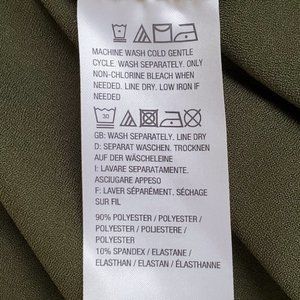 MACHINE WASH COLD GENTLE
CYCLE. WASH SEPARATELY. ONLY
NON-CHLORINE BLEACH WHEN
NEEDED. LINE DRY. LOW IRON IF
NEEDED
30
GB: WASH SEPARATELY. LINE DRY
D: SEPARAT WASCHEN. TROCKNEN
AUF DER WÄSCHELEINE
I: LAVARE SEPARATAMENTE.
ASCIUGARE APPESO
F: LAVER SÉPARÉMENT. SÉCHAGE
SUR FIL
90% POLYESTER / POLYESTER /
POLYESTER / POLIESTERE /
POLYESTER
10% SPANDEX / ELASTANE /
ELASTHAN / ELASTAN / ÉLASTHANNE